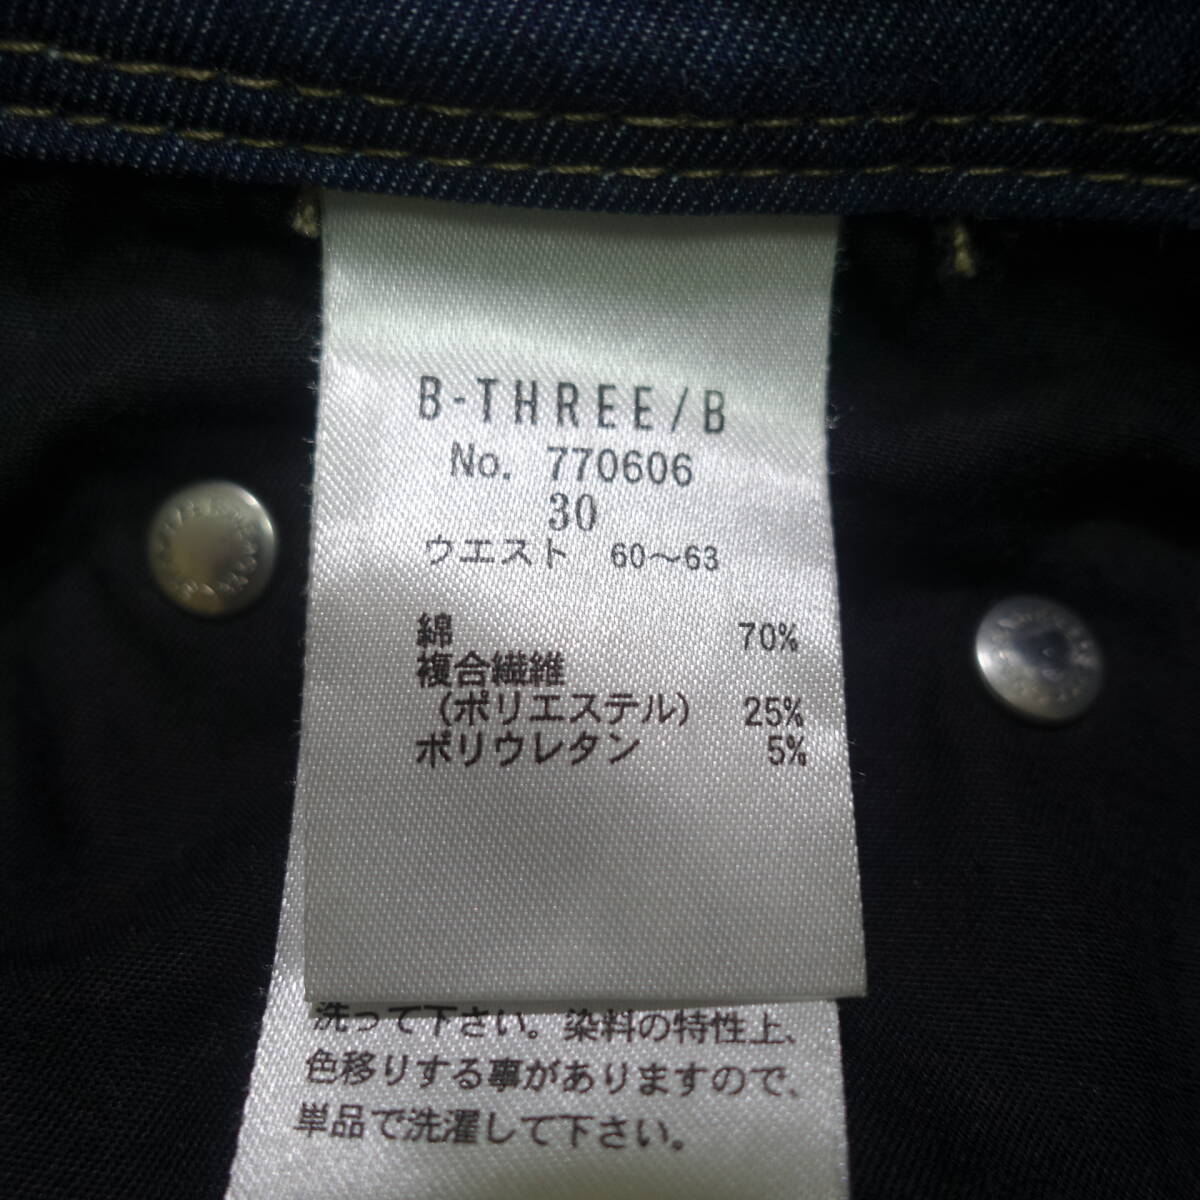 B-THREE/B
No. 770606
30
ウエスト 60〜63
綿 70%
複合繊維
(ポリエステル) 25%
ポリウレタン 5%
洗って下さい。染料の特性上、
色移りする事がありますので、
単品で洗濯して下さい。